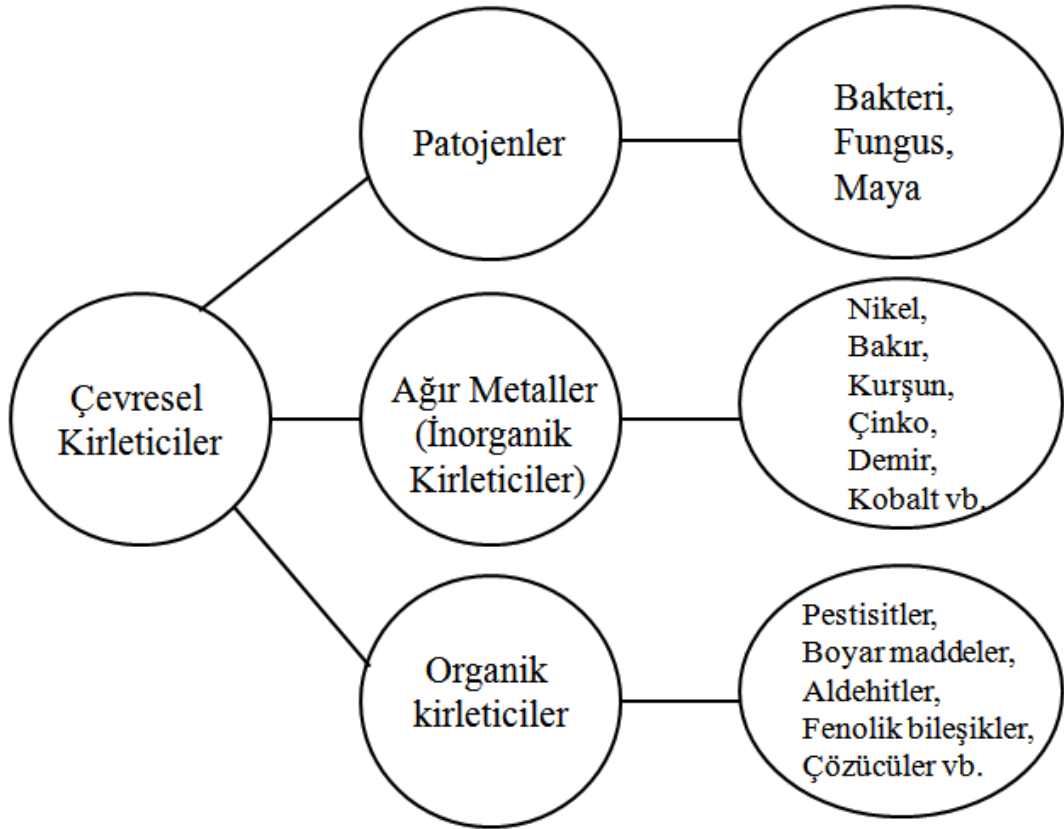 Patojenler
Bakteri,
Fungus,
Maya
Çevresel
Kirleticiler
Ağır Metaller
(İnorganik
Kirleticiler)
Nikel,
Bakır,
Kurşun,
Çinko,
Demir,
Kobalt vb.
Organik
kirleticiler
Pestisitler,
Boyar maddeler,
Aldehitler,
Fenolik bileşikler,
Çözücüler vb.